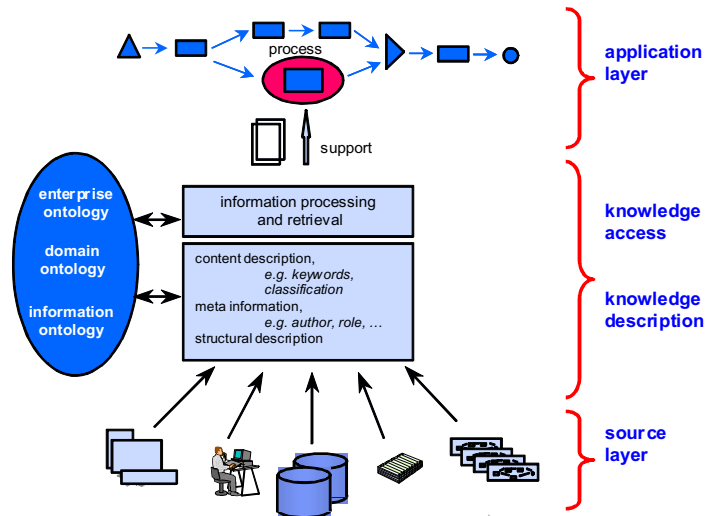 process
application
layer
support
enterprise
ontology
domain
ontology
information
ontology
information processing
and retrieval
content description,
e.g. keywords,
classification
meta information,
e.g. author, role, …
structural description
knowledge
access
knowledge
description
source
layer